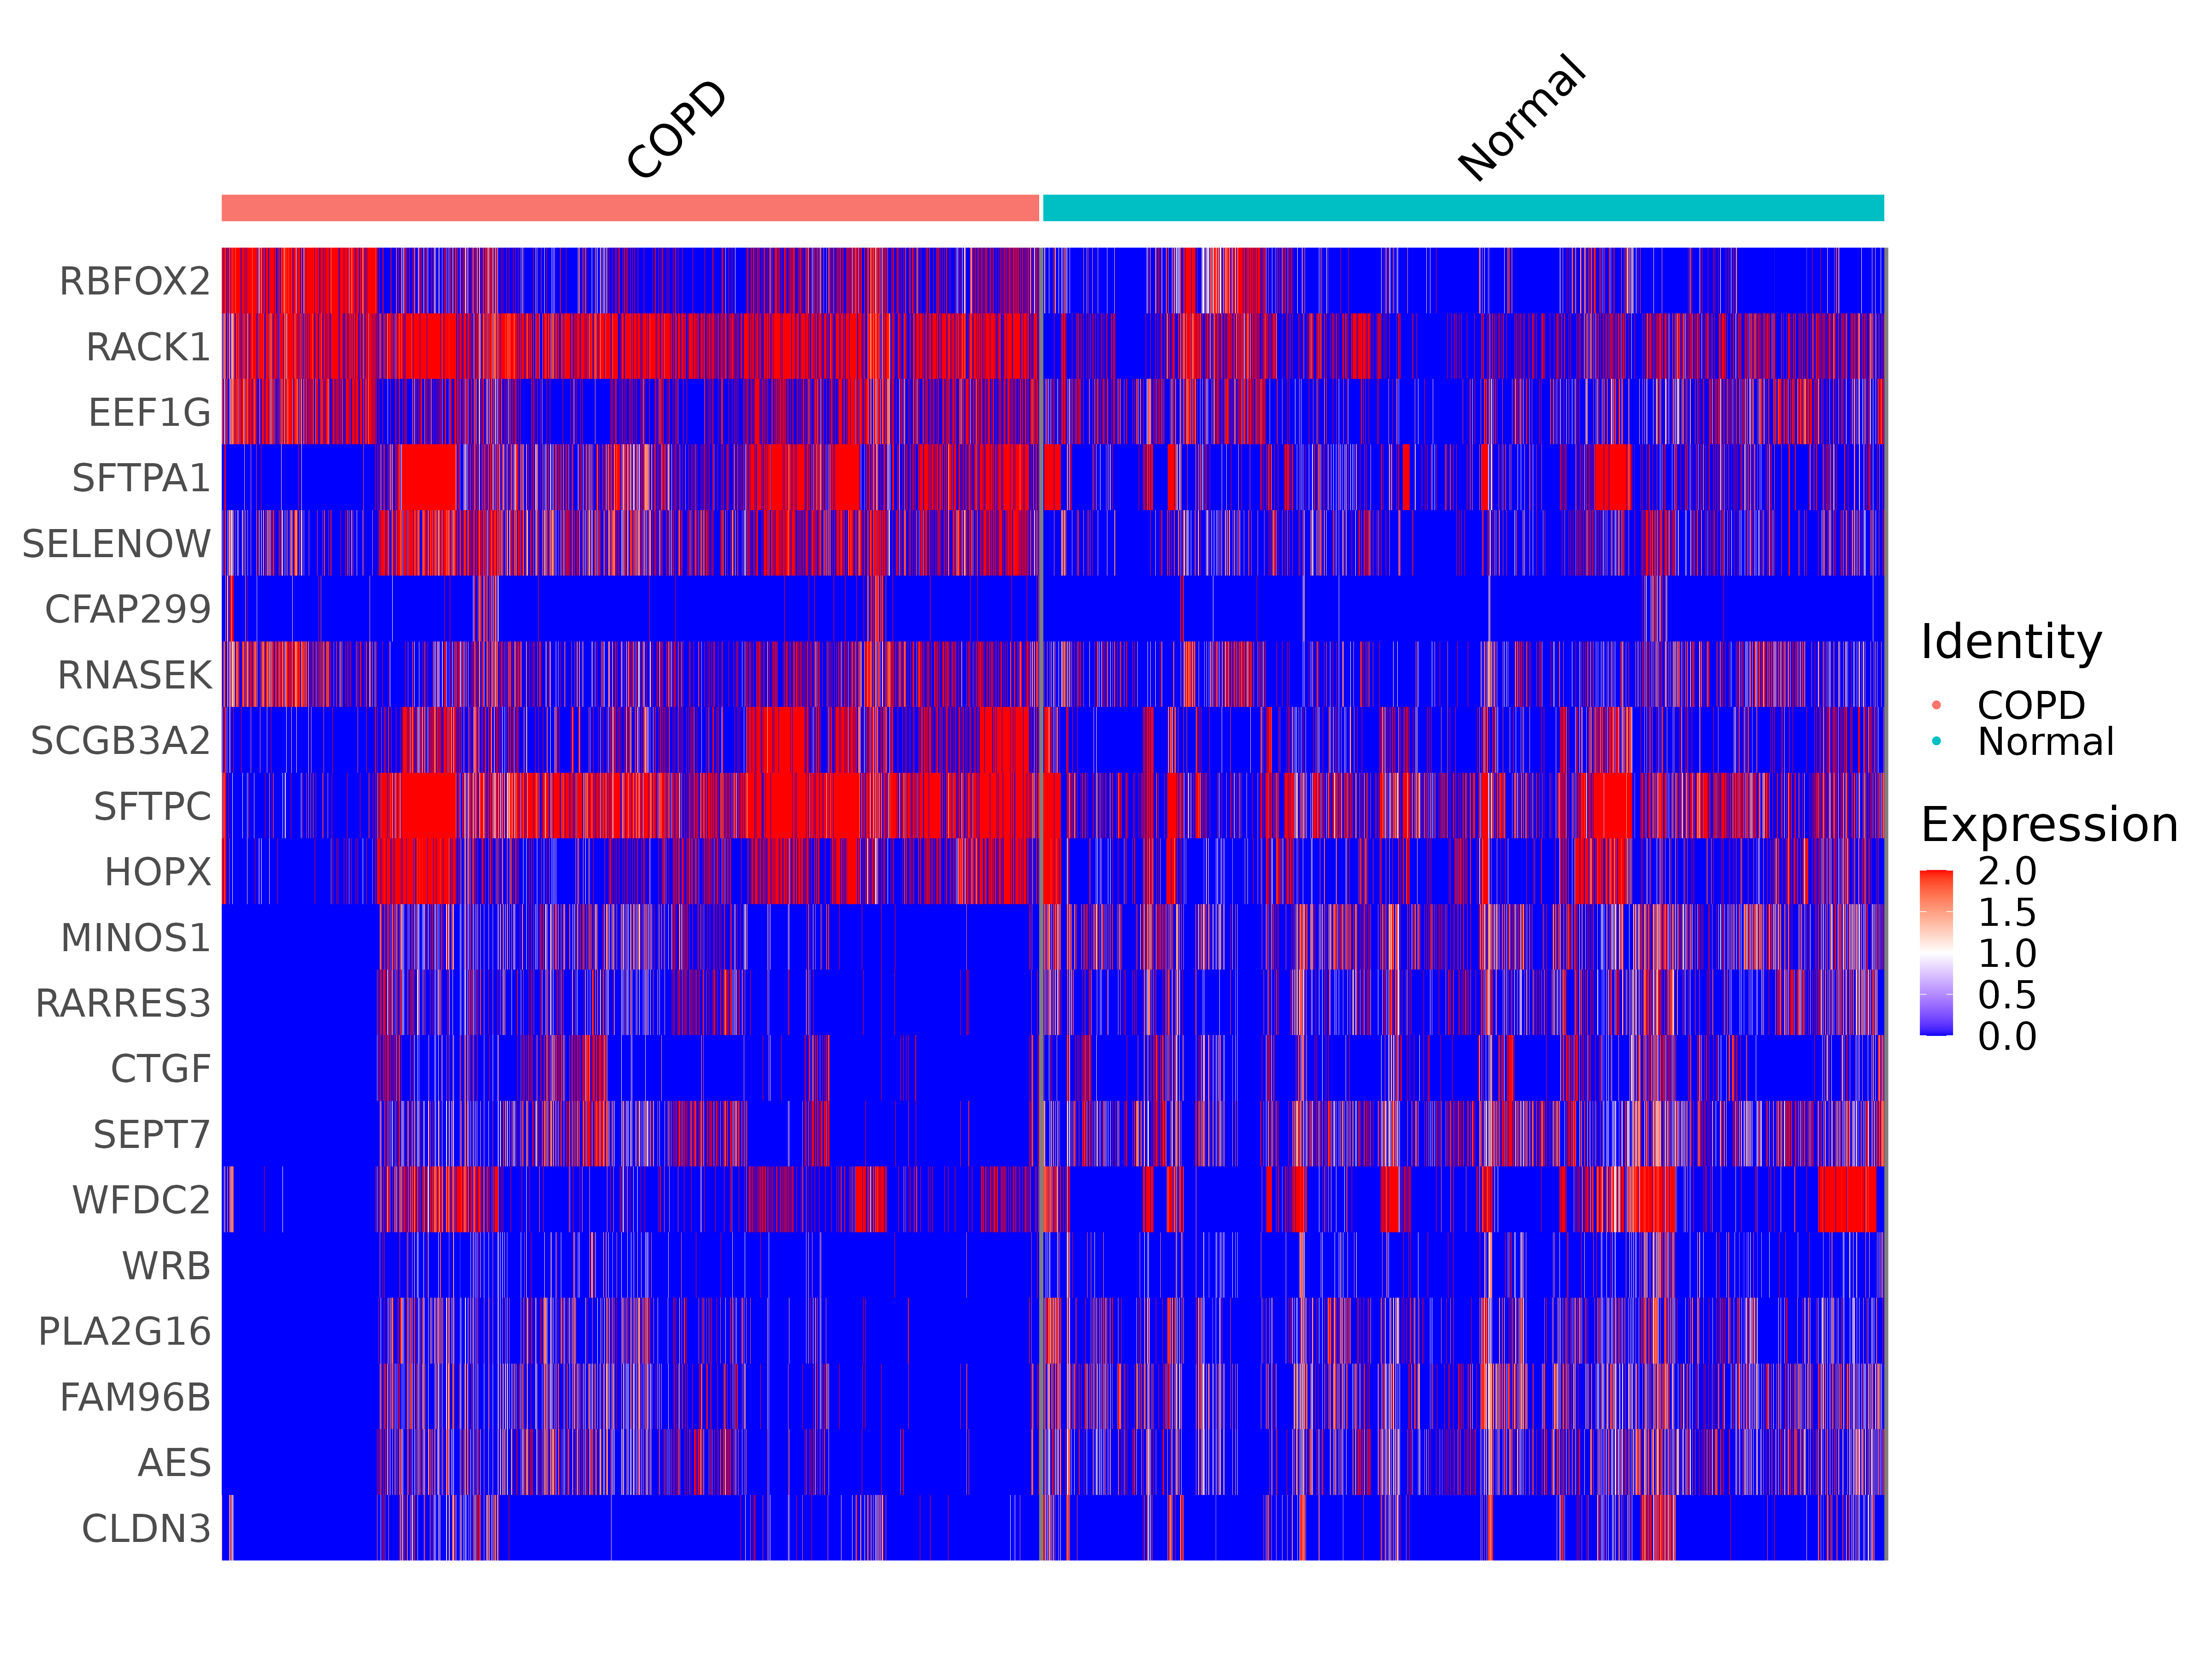 COPD
Normal
RBFOX2
RACK1
EEF1G
SFTPA1
SELENOW
CFAP299
RNASEK
SCGB3A2
SFTPC
HOPX
MINOS1
RARRES3
CTGF
SEPT7
WFDC2
WRB
PLA2G16
FAM96B
AES
CLDN3
Identity
COPD
Normal
Expression
2.0
1.5
1.0
0.5
0.0